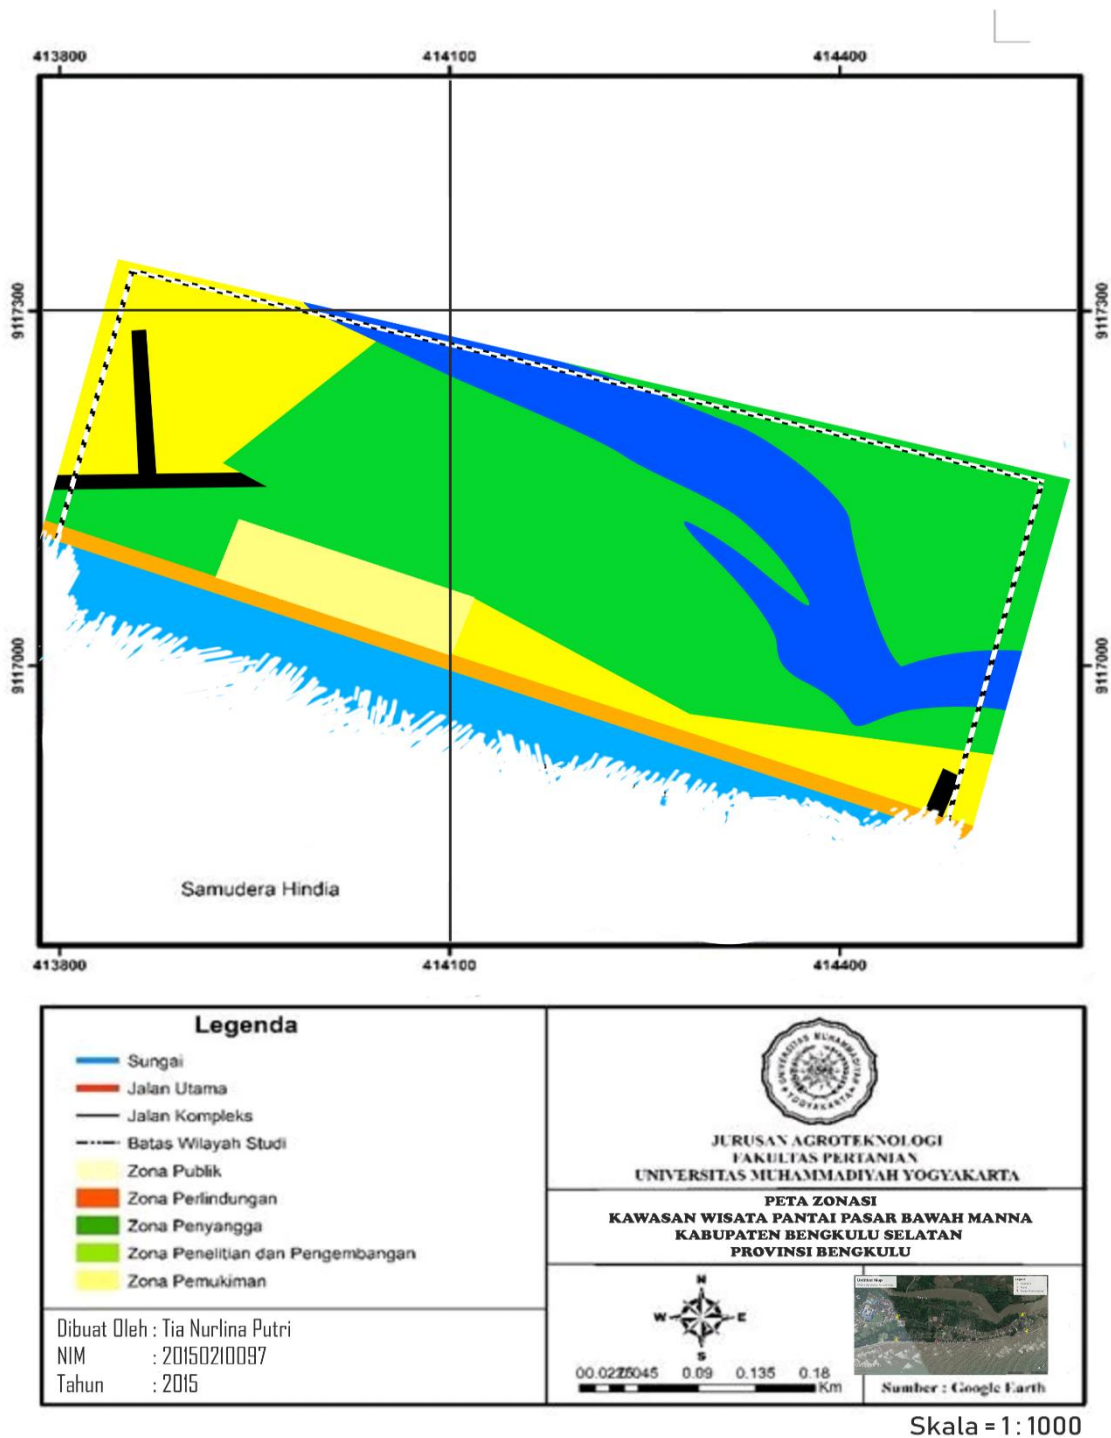 413800 414100 414400
9117300 9117300
9117000 9117000
Samudera Hindia
413800 414100 414400
Legenda
Sungai
Jalan Utama
Jalan Kompleks
Batas Wilayah Studi
Zona Publik
Zona Perlindungan
Zona Penyangga
Zona Penelitian dan Pengembangan
Zona Pemukiman
Dibuat Oleh : Tia Nurlina Putri
NIM : 20150210097
Tahun : 2015
UNIVERSITAS MUHAMMADIYAH
YOGYAKARTA
JURUSAN AGROTEKNOLOGI
FAKULTAS PERTANIAN
UNIVERSITAS MUHAMMADIYAH YOGYAKARTA
PETA ZONASI
KAWASAN WISATA PANTAI PASAR BAWAH MANNA
KABUPATEN BENGKULU SELATAN
PROVINSI BENGKULU
N
W E
S
0.09 0.135 0.18
Km
Sumber : Google Earth
Skala = 1 : 1000